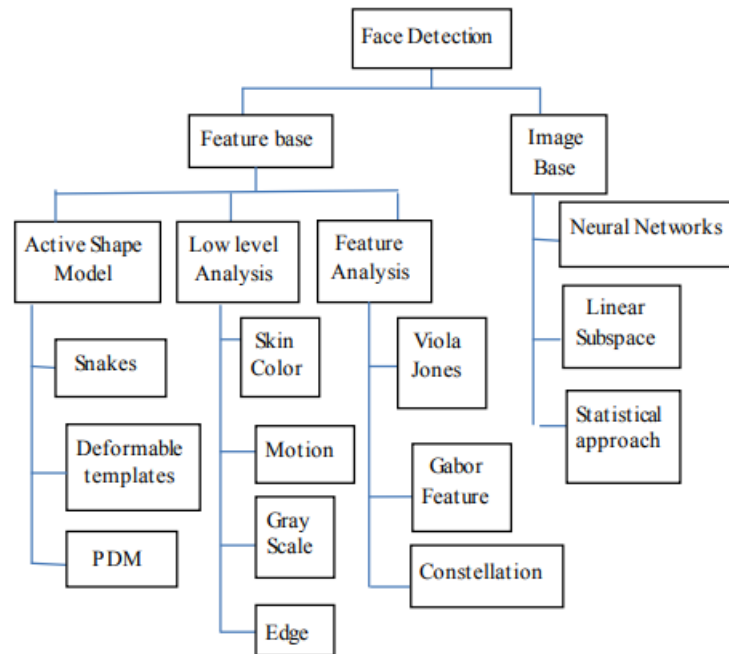 Face Detection
Feature base
Image
Base
Active Shape
Model
Low level
Analysis
Feature
Analysis
Neural Networks
Linear
Subspace
Statistical
approach
Snakes
Deformable
templates
PDM
Skin
Color
Motion
Gray
Scale
Edge
Viola
Jones
Gabor
Feature
Constellation